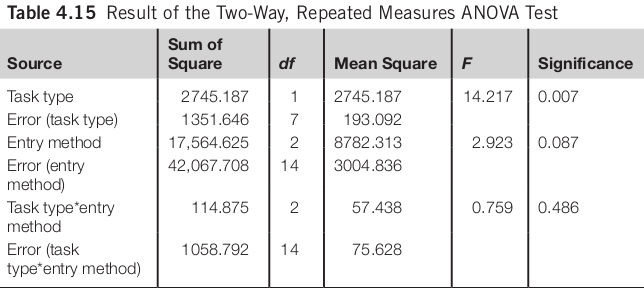 Table 4.15 Result of the Two-Way, Repeated Measures ANOVA Test
Source Sum of Square df Mean Square F Significance
Task type 2745.187 1 2745.187 14.217 0.007
Error (task type) 1351.646 7 193.092
Entry method 17,564.625 2 8782.313 2.923 0.087
Error (entry method) 42,067.708 14 3004.836
Task type*entry method 114.875 2 57.438 0.759 0.486
Error (task type*entry method) 1058.792 14 75.628